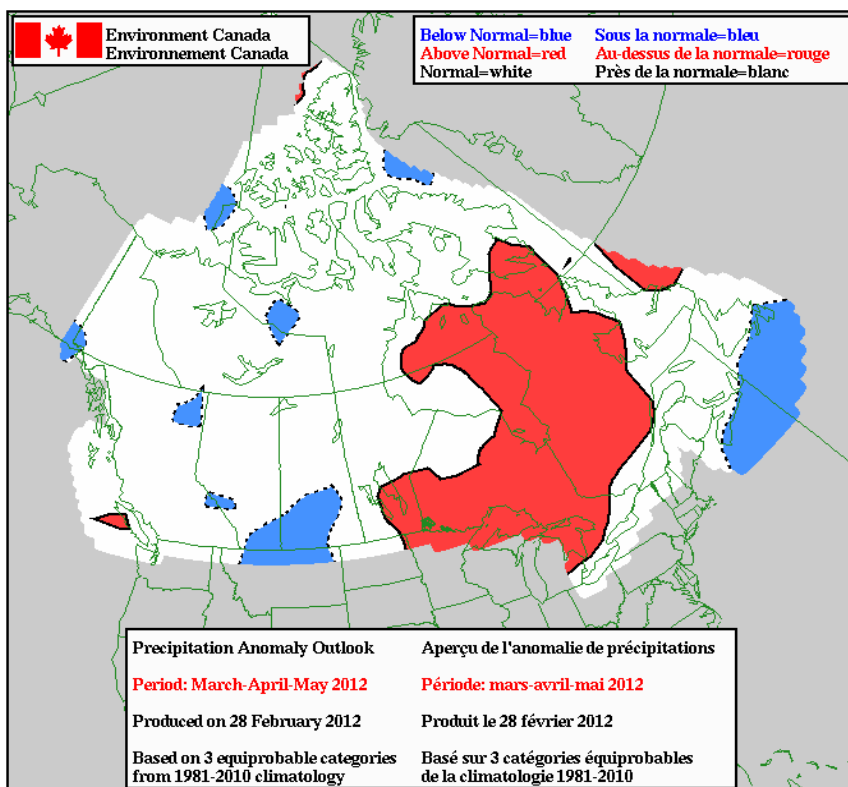 Environment Canada
Environnement Canada
Below Normal=blue Sous la normale=bleu
Above Normal=red Au-dessus de la normale=rouge
Normal=white Près de la normale=blanc
Precipitation Anomaly Outlook Aperçu de l'anomalie de précipitations
Period: March-April-May 2012 Période: mars-avril-mai 2012
Produced on 28 February 2012 Produit le 28 février 2012
Based on 3 equiprobable categories Basé sur 3 catégories équiprobables
from 1981-2010 climatology de la climatologie 1981-2010